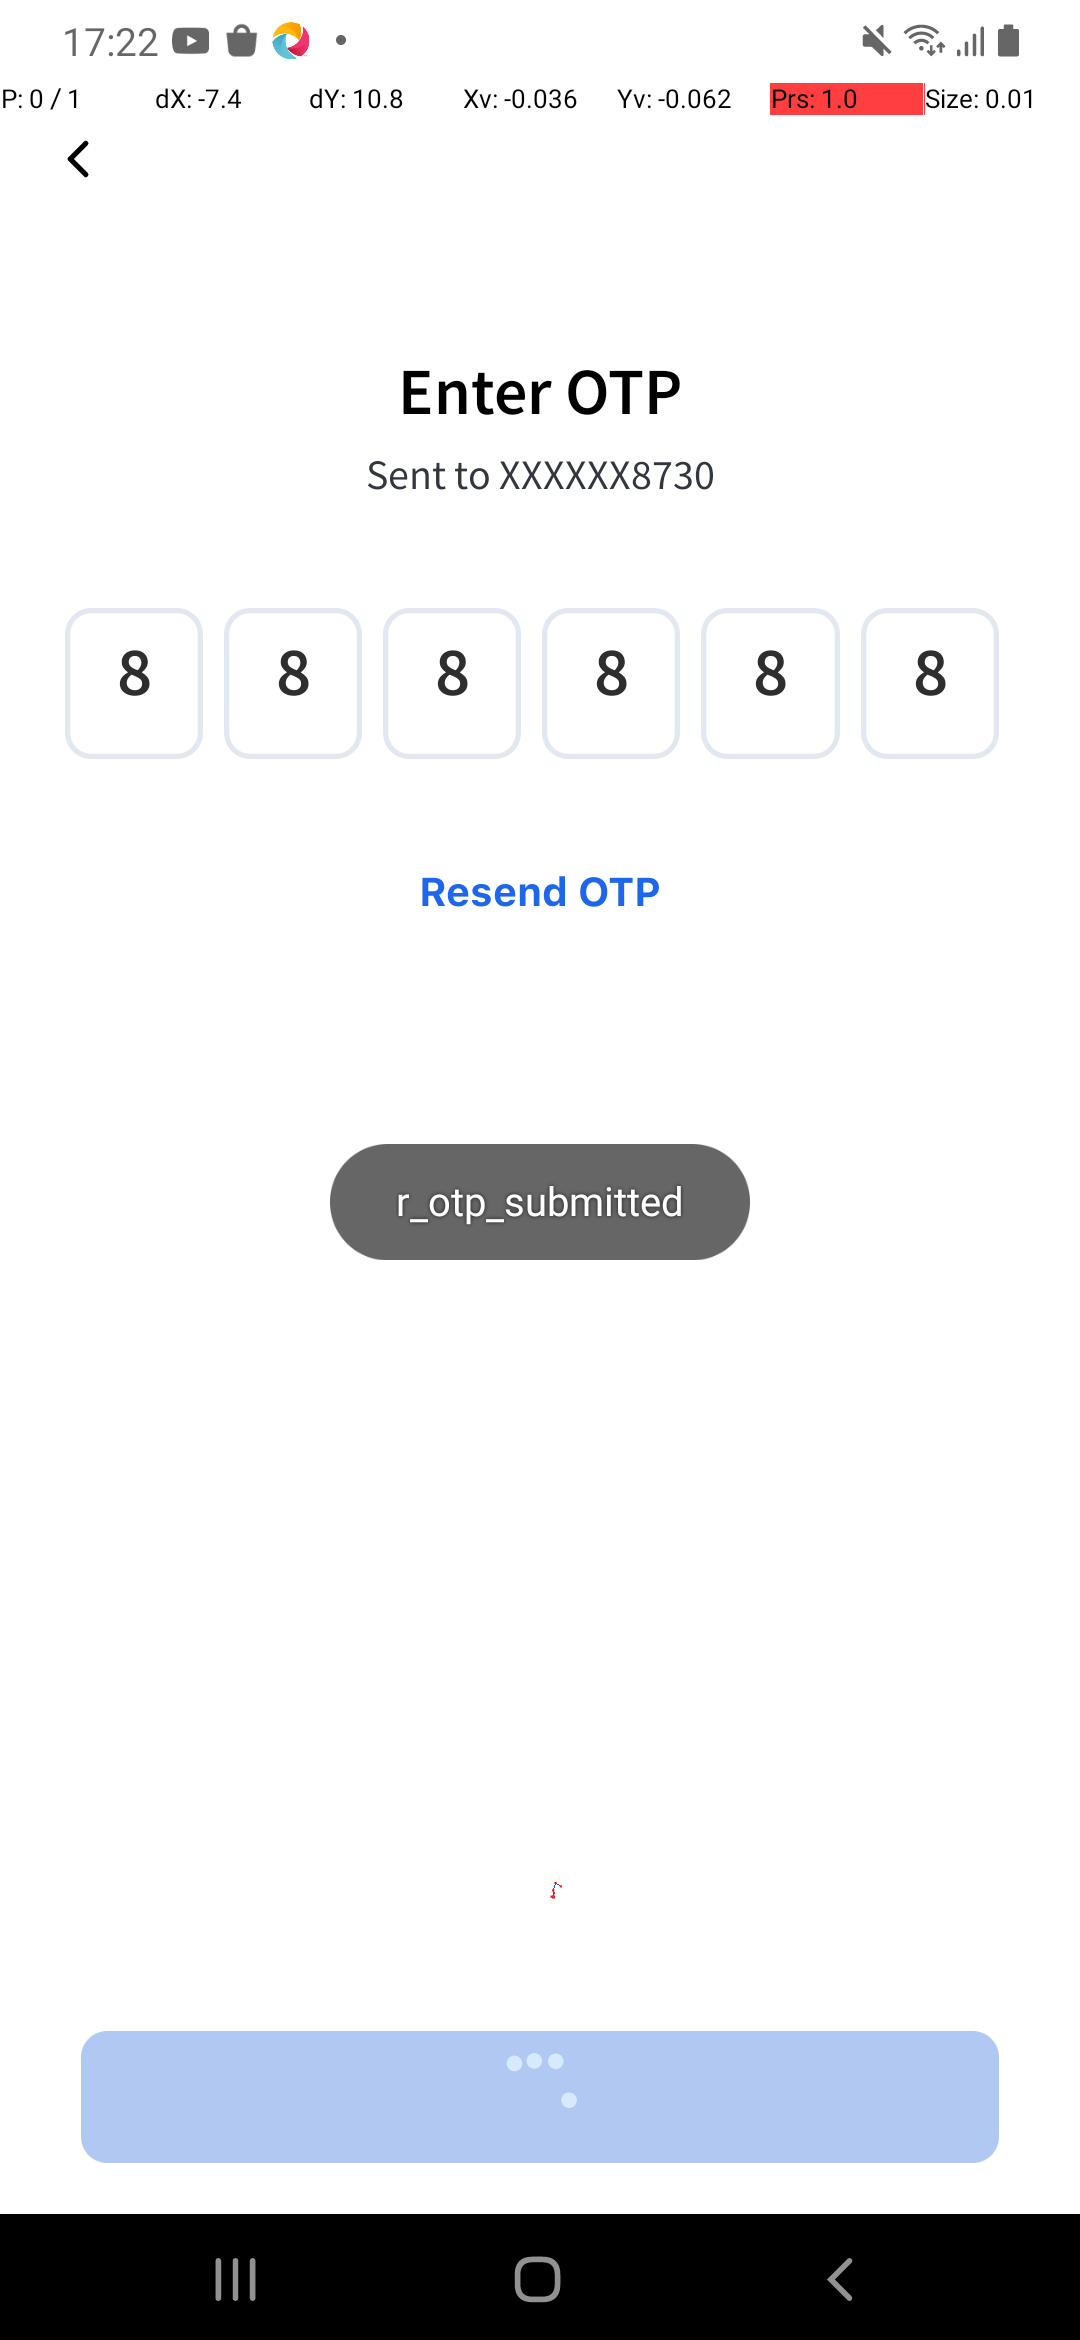 17:22
P: 0 / 1 dX: -7.4 dY: 10.8 Xv: -0.036 Yv: -0.062 Prs: 1.0 Size: 0.01
Enter OTP
Sent to XXXXXX8730
8 8 8 8 8 8
Resend OTP
r_otp_submitted